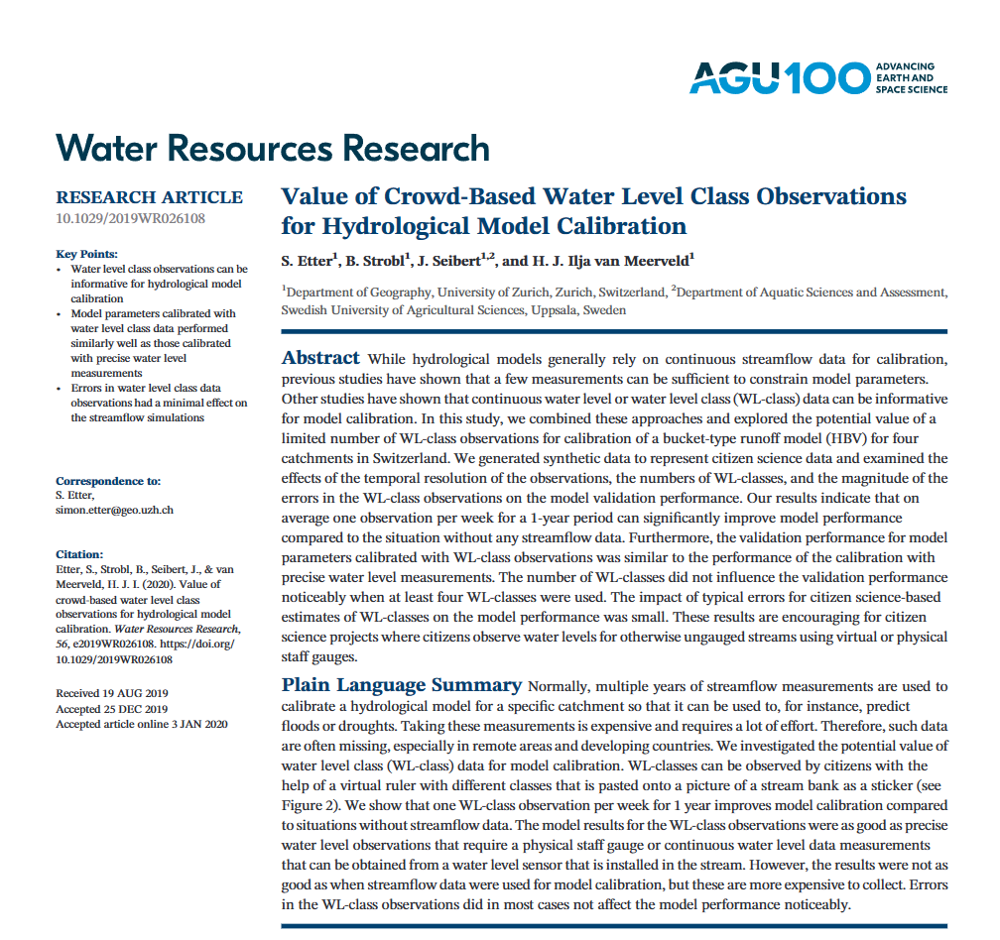 AGU100 ADVANCING
EARTH AND
SPACE SCIENCE
Water Resources Research
RESEARCH ARTICLE
10.1029/2019WR026108
Key Points:
• Water level class observations can be
informative for hydrological model
calibration
• Model parameters calibrated with
water level class data performed
similarly well as those calibrated
with precise water level
measurements
• Errors in water level class data
observations had a minimal effect on
the streamflow simulations
Correspondence to:
S. Etter,
simon.etter@geo.uzh.ch
Citation:
Etter, S., Strobl, B., Seibert, J., & van
Meerveld, H. J. I. (2020). Value of
crowd-based water level class
observations for hydrological model
calibration. Water Resources Research,
56, e2019WR026108. https://doi.org/
10.1029/2019WR026108
Received 19 AUG 2019
Accepted 25 DEC 2019
Accepted article online 3 JAN 2020
Value of Crowd-Based Water Level Class Observations
for Hydrological Model Calibration
S. Etter1, B. Strobl1, J. Seibert1,2, and H. J. Ilja van Meerveld1
1Department of Geography, University of Zurich, Zurich, Switzerland, 2Department of Aquatic Sciences and Assessment,
Swedish University of Agricultural Sciences, Uppsala, Sweden
Abstract While hydrological models generally rely on continuous streamflow data for calibration,
previous studies have shown that a few measurements can be sufficient to constrain model parameters.
Other studies have shown that continuous water level or water level class (WL-class) data can be informative
for model calibration. In this study, we combined these approaches and explored the potential value of a
limited number of WL-class observations for calibration of a bucket-type runoff model (HBV) for four
catchments in Switzerland. We generated synthetic data to represent citizen science data and examined the
effects of the temporal resolution of the observations, the numbers of WL-classes, and the magnitude of the
errors in the WL-class observations on the model validation performance. Our results indicate that on
average one observation per week for a 1-year period can significantly improve model performance
compared to the situation without any streamflow data. Furthermore, the validation performance for model
parameters calibrated with WL-class observations was similar to the performance of the calibration with
precise water level measurements. The number of WL-classes did not influence the validation performance
noticeably when at least four WL-classes were used. The impact of typical errors for citizen science-based
estimates of WL-classes on the model performance was small. These results are encouraging for citizen
science projects where citizens observe water levels for otherwise ungauged streams using virtual or physical
staff gauges.
Plain Language Summary Normally, multiple years of streamflow measurements are used to
calibrate a hydrological model for a specific catchment so that it can be used to, for instance, predict
floods or droughts. Taking these measurements is expensive and requires a lot of effort. Therefore, such data
are often missing, especially in remote areas and developing countries. We investigated the potential value of
water level class (WL-class) data for model calibration. WL-classes can be observed by citizens with the
help of a virtual ruler with different classes that is pasted onto a picture of a stream bank as a sticker (see
Figure 2). We show that one WL-class observation per week for 1 year improves model calibration compared
to situations without streamflow data. The model results for the WL-class observations were as good as precise
water level observations that require a physical staff gauge or continuous water level data measurements
that can be obtained from a water level sensor that is installed in the stream. However, the results were not as
good as when streamflow data were used for model calibration, but these are more expensive to collect. Errors
in the WL-class observations did in most cases not affect the model performance noticeably.